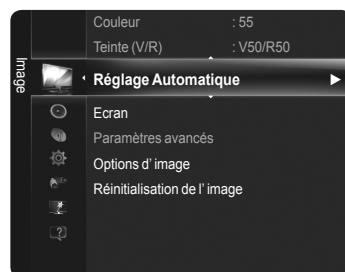 Image
Couleur : 55
Teinte (V/R) : V50/R50
Réglage Automatique
Ecran
Paramètres avancés
Options d' image
Réinitialisation de l' image